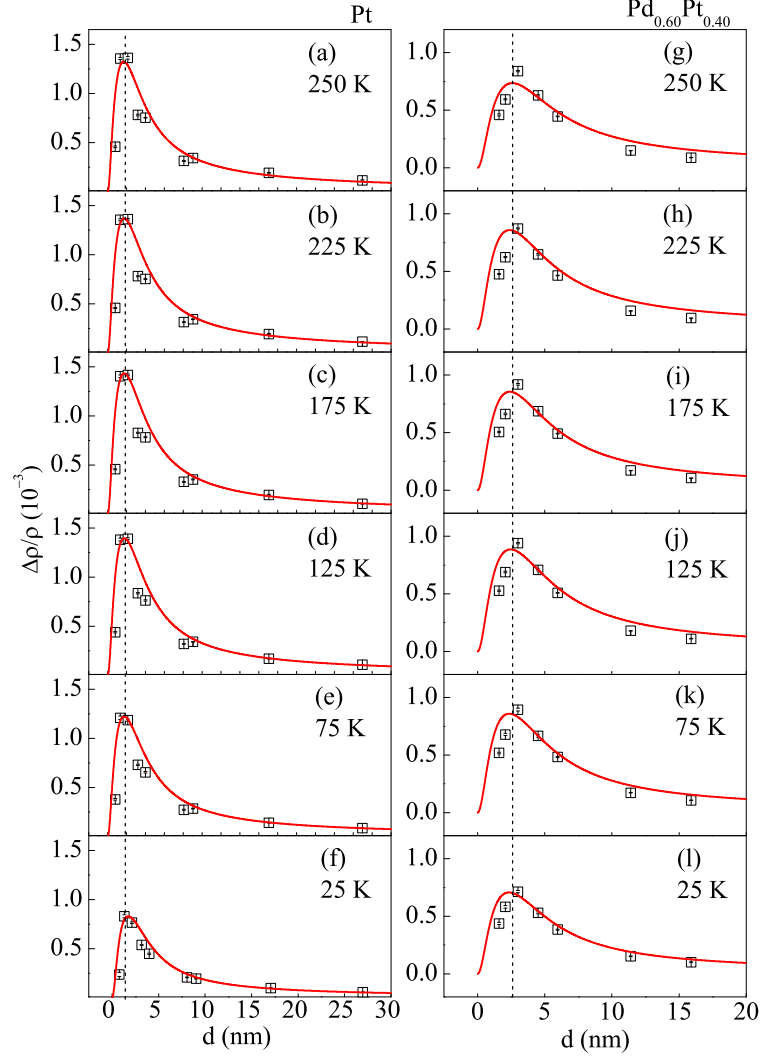 Pt
Pd0.60Pt0.40
1.5
1.0
0.5
(a)
250 K
1.5
1.0
0.5
(b)
225 K
1.5
1.0
0.5
(c)
175 K
1.5
1.0
0.5
(d)
125 K
1.5
1.0
0.5
(e)
75 K
1.5
1.0
0.5
(f)
25 K
0 5 10 15 20 25 30
d (nm)
Δρ/ρ (10⁻³)
1.0
0.5
0.0
(g)
250 K
1.0
0.5
0.0
(h)
225 K
1.0
0.5
0.0
(i)
175 K
1.0
0.5
0.0
(j)
125 K
1.0
0.5
0.0
(k)
75 K
1.0
0.5
0.0
(l)
25 K
0 5 10 15 20
d (nm)